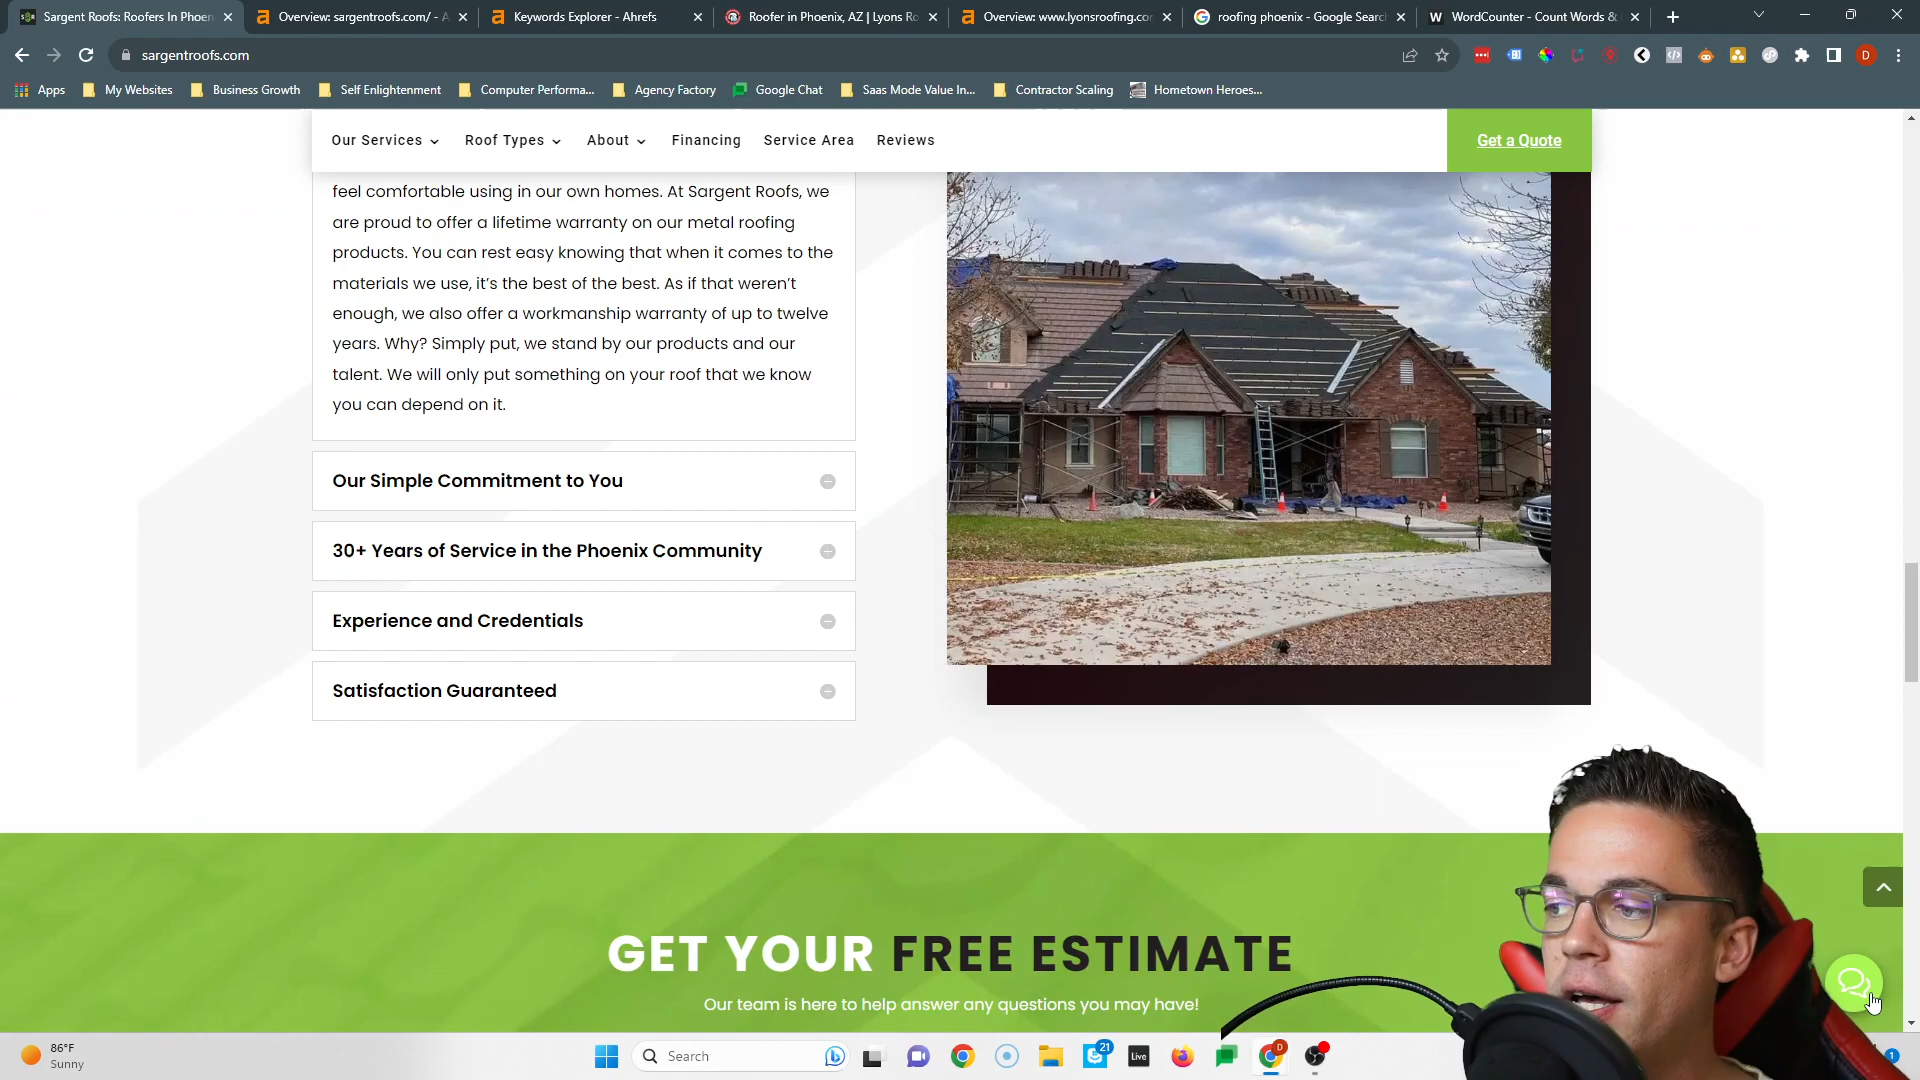 Sargent Roofs: Roofers In Phoen
Overview: sargentroofs.com/ - A
Keywords Explorer - Ahrefs
Roofer in Phoenix, AZ | Lyons Ro
Overview: www.lyonsroofing.co
roofing phoenix - Google Search
WordCounter - Count Words &
sargentroofs.com
Apps
My Websites
Business Growth
Self Enlightenment
Computer Performa...
Agency Factory
Google Chat
Saas Mode Value In...
Contractor Scaling
Hometown Heroes...
Our Services
Roof Types
About
Financing
Service Area
Reviews
Get a Quote
feel comfortable using in our own homes. At Sargent Roofs, we
are proud to offer a lifetime warranty on our metal roofing
products. You can rest easy knowing that when it comes to the
materials we use, it's the best of the best. As if that weren't
enough, we also offer a workmanship warranty of up to twelve
years. Why? Simply put, we stand by our products and our
talent. We will only put something on your roof that we know
you can depend on it.
Our Simple Commitment to You
30+ Years of Service in the Phoenix Community
Experience and Credentials
Satisfaction Guaranteed
GET YOUR FREE ESTIMATE
Our team is here to help answer any questions you may have!
86°F
Sunny
Search
21
Live
D
1